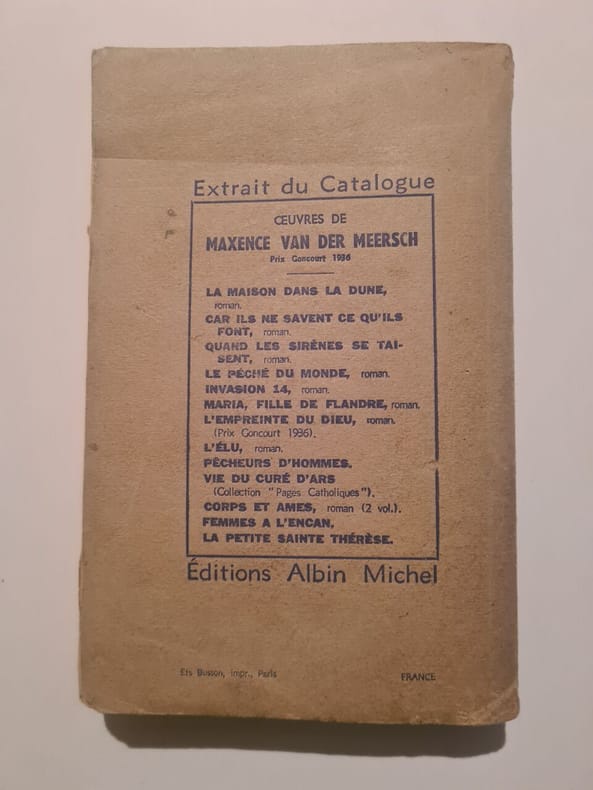 Extrait du Catalogue
ŒUVRES DE
MAXENCE VAN DER MEERSCH
Prix Goncourt 1936
LA MAISON DANS LA DUNE,
roman.
CAR ILS NE SAVENT CE QU'ILS
FONT, roman.
QUAND LES SIRÈNES SE TAI-
SENT, roman.
LE PÉCHÉ DU MONDE, roman.
INVASION 14, roman.
MARIA, FILLE DE FLANDRE, roman.
L'EMPREINTE DU DIEU, roman.
(Prix Goncourt 1936).
L'ÉLU, roman.
PÊCHEURS D'HOMMES.
VIE DU CURÉ D'ARS
(Collection "Pages Catholiques").
CORPS ET AMES, roman (2 vol.).
FEMMES A L'ENCAN.
LA PETITE SAINTE THÉRÈSE.
Éditions Albin Michel
Ets Busson, impr., Paris
FRANCE